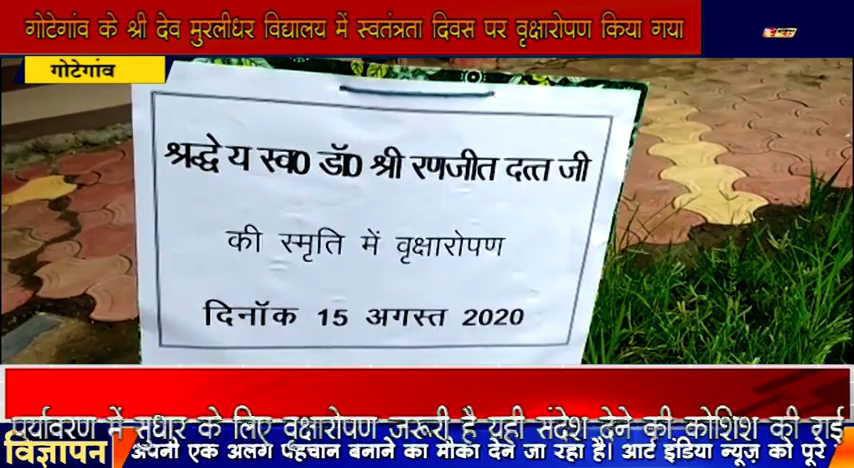 गोटेगांव के श्री देव मुरलीधर विद्यालय में स्वतंत्रता दिवस पर वृक्षारोपण किया गया
गोटेगांव
श्रद्धेय स्व0 डॉ0 श्री रणजीत दत्त जी
की स्मृति में वृक्षारोपण
दिनॉक 15 अगस्त 2020
पर्यावरण में सुधार के लिए वृक्षारोपण जरूरी है यही संदेश देने की कोशिश की गई
विज्ञापन अपनी एक अलग पहचान बनाने का मौका देने जा रहा है। आर्ट इंडिया न्यूज़ को पूरे